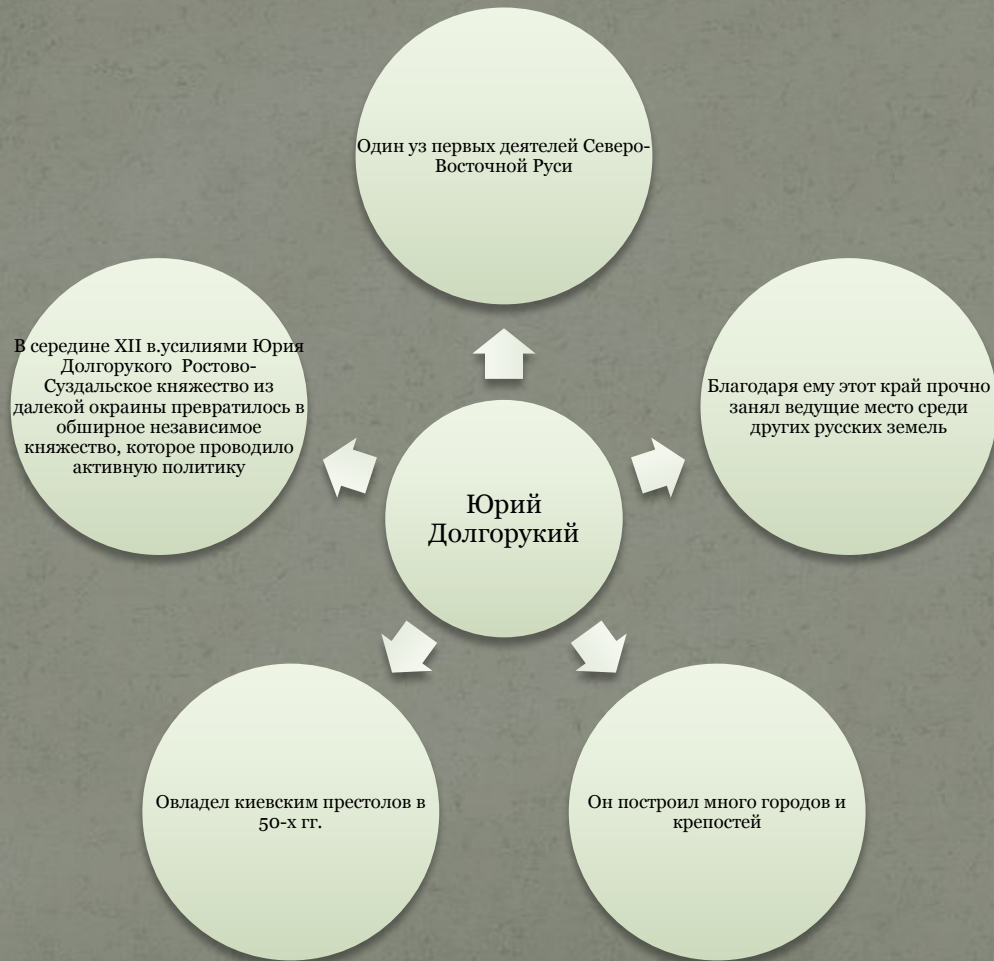 Один уз первых деятелей Северо-
Восточной Руси
В середине XII в.усилиями Юрия
Долгорукого Ростово-
Суздальское княжество из
далекой окраины превратилось в
обширное независимое
княжество, которое проводило
активную политику
Благодаря ему этот край прочно
занял ведущие место среди
других русских земель
Юрий
Долгорукий
Овладел киевским престолов в
50-х гг.
Он построил много городов и
крепостей